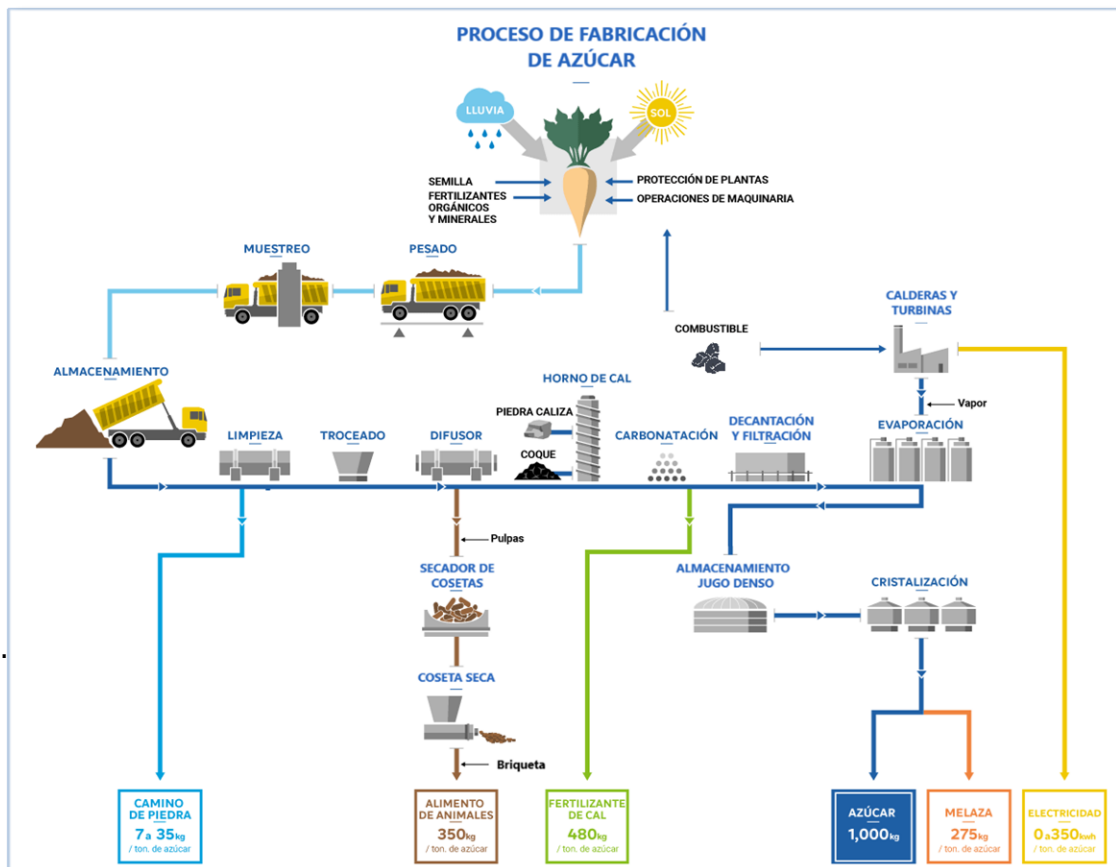 PROCESO DE FABRICACIÓN
DE AZÚCAR
LLUVIA
SOL
SEMILLA
FERTILIZANTES
ORGÁNICOS
Y MINERALES
PROTECCIÓN DE PLANTAS
OPERACIONES DE MAQUINARIA
MUESTREO
PESADO
CALDERAS Y
TURBINAS
COMBUSTIBLE
ALMACENAMIENTO
HORNO DE CAL
Vapor
PIEDRA CALIZA
DECANTACIÓN
Y FILTRACIÓN
EVAPORACIÓN
LIMPIEZA
TROCEADO
DIFUSOR
COQUE
CARBONATACIÓN
Pulpas
SECADOR DE
COSETAS
ALMACENAMIENTO
JUGO DENSO
CRISTALIZACIÓN
.
COSETA SECA
Briqueta
CAMINO
DE PIEDRA
7 a 35kg
/ ton. de azúcar
ALIMENTO
DE ANIMALES
350kg
/ ton. de azúcar
FERTILIZANTE
DE CAL
480kg
/ ton. de azúcar
AZÚCAR
1,000kg
MELAZA
275kg
/ ton. de azúcar
ELECTRICIDAD
0 a 350kwh
/ ton. de azúcar